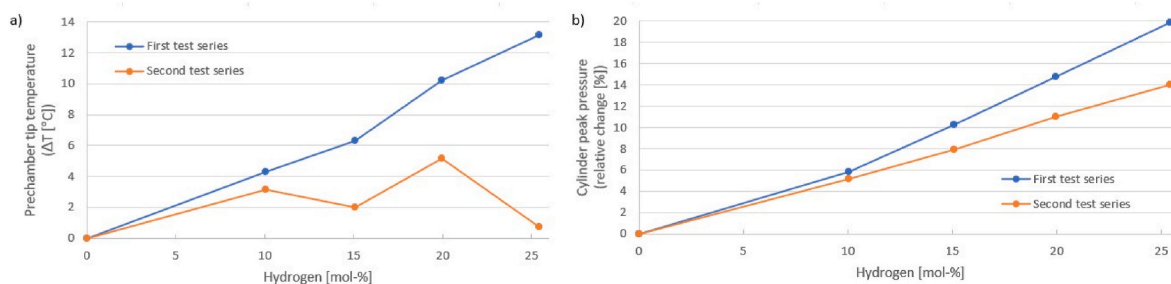 a)
Prechamber tip temperature
(ΔT [°C])
14
12
10
8
6
4
2
0
First test series
Second test series
0
5
10
15
20
25
Hydrogen [mol-%]
b)
Cylinder peak pressure
(relative change [%])
20
18
16
14
12
10
8
6
4
2
0
First test series
Second test series
0
5
10
15
20
25
Hydrogen [mol-%]